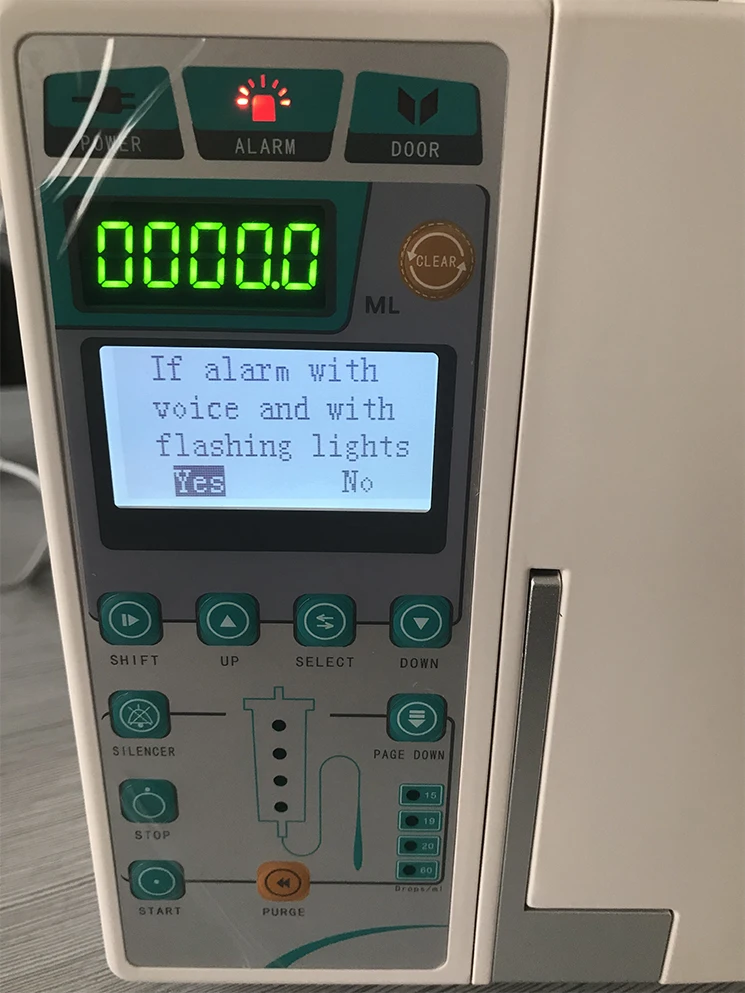 POWER
ALARM
DOOR
0000.0
CLEAR
ML
If alarm with
voice and with
flashing lights
Yes No
SHIFT UP SELECT DOWN
SILENCER
PAGE DOWN
15
STOP
19
20
60
Drops/ml
START
PURGE